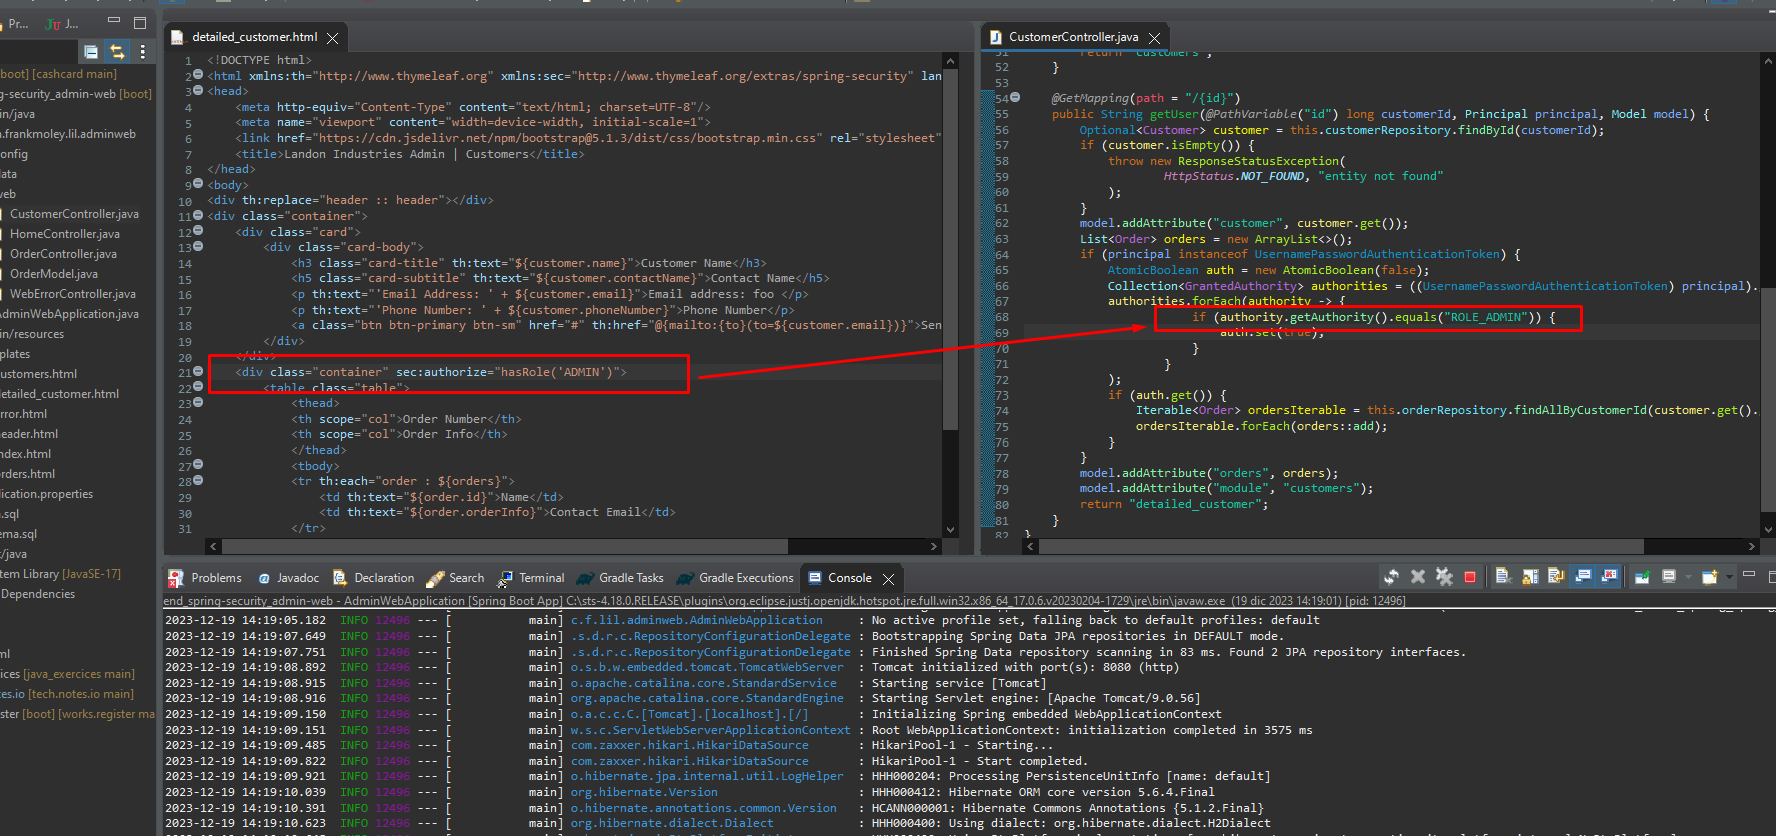 Pr...
J...
boot] [cashcard main]
g-security_admin-web [boot]
in/java
.frankmoley.lil.adminweb
onfig
lata
veb
CustomerController.java
HomeController.java
OrderController.java
OrderModel.java
WebErrorController.java
AdminWebApplication.java
in/resources
plates
ustomers.html
letailed_customer.html
rror.html
eader.html
ndex.html
rders.html
lication.properties
a.sql
ema.sql
t/java
tem Library [JavaSE-17]
Dependencies
ml
ices [java_exercices main]
tes.io [tech.notes.io main]
ster [boot] [works.register ma
detailed_customer.html
1 <!DOCTYPE html>
2 <html xmlns:th="http://www.thymeleaf.org" xmlns:sec="http://www.thymeleaf.org/extras/spring-security" lan
3 <head>
4 <meta http-equiv="Content-Type" content="text/html; charset=UTF-8"/>
5 <meta name="viewport" content="width=device-width, initial-scale=1">
6 <link href="https://cdn.jsdelivr.net/npm/bootstrap@5.1.3/dist/css/bootstrap.min.css" rel="stylesheet"
7 <title>Landon Industries Admin | Customers</title>
8 </head>
9 <body>
10 <div th:replace="header :: header"></div>
11 <div class="container">
12 <div class="card">
13 <div class="card-body">
14 <h3 class="card-title" th:text="${customer.name}">Customer Name</h3>
15 <h5 class="card-subtitle" th:text="${customer.contactName}">Contact Name</h5>
16 <p th:text="'Email Address: ' + ${customer.email}">Email address: foo </p>
17 <p th:text="'Phone Number: ' + ${customer.phoneNumber}">Phone Number</p>
18 <a class="btn btn-primary btn-sm" href="#" th:href="@{mailto:{to}(to=${customer.email})}">Sen
19 </div>
20 </div>
21 <div class="container" sec:authorize="hasRole('ADMIN')">
22 <table class="table">
23 <thead>
24 <th scope="col">Order Number</th>
25 <th scope="col">Order Info</th>
26 </thead>
27 <tbody>
28 <tr th:each="order : ${orders}">
29 <td th:text="${order.id}">Name</td>
30 <td th:text="${order.orderInfo}">Contact Email</td>
31 </tr>
CustomerController.java
51 return "customers";
52 }
53
54 @GetMapping(path = "/{id}")
55 public String getUser(@PathVariable("id") long customerId, Principal principal, Model model) {
56 Optional<Customer> customer = this.customerRepository.findById(customerId);
57 if (customer.isEmpty()) {
58 throw new ResponseStatusException(
59 HttpStatus.NOT_FOUND, "entity not found"
60 );
61 }
62 model.addAttribute("customer", customer.get());
63 List<Order> orders = new ArrayList<>();
64 if (principal instanceof UsernamePasswordAuthenticationToken) {
65 AtomicBoolean auth = new AtomicBoolean(false);
66 Collection<GrantedAuthority> authorities = ((UsernamePasswordAuthenticationToken) principal).
67 authorities.forEach(authority -> {
68 if (authority.getAuthority().equals("ROLE_ADMIN")) {
69 auth.set(true);
70 }
71 }
72 );
73 if (auth.get()) {
74 Iterable<Order> ordersIterable = this.orderRepository.findAllByCustomerId(customer.get().
75 ordersIterable.forEach(orders::add);
76 }
77 }
78 model.addAttribute("orders", orders);
79 model.addAttribute("module", "customers");
80 return "detailed_customer";
81 }
82 }
Problems Javadoc Declaration Search Terminal Gradle Tasks Gradle Executions Console
end_spring-security_admin-web - AdminWebApplication [Spring Boot App] C:\sts-4.18.0.RELEASE\plugins\org.eclipse.justj.openjdk.hotspot.jre.full.win32.x86_64_17.0.6.v20230204-1729\jre\bin\javaw.exe (19 dic 2023 14:19:01) [pid: 12496]
2023-12-19 14:19:05.182 INFO 12496 --- [ main] c.f.lil.adminweb.AdminWebApplication : No active profile set, falling back to default profiles: default
2023-12-19 14:19:07.649 INFO 12496 --- [ main] .s.d.r.c.RepositoryConfigurationDelegate : Bootstrapping Spring Data JPA repositories in DEFAULT mode.
2023-12-19 14:19:07.751 INFO 12496 --- [ main] .s.d.r.c.RepositoryConfigurationDelegate : Finished Spring Data repository scanning in 83 ms. Found 2 JPA repository interfaces.
2023-12-19 14:19:08.892 INFO 12496 --- [ main] o.s.b.w.embedded.tomcat.TomcatWebServer : Tomcat initialized with port(s): 8080 (http)
2023-12-19 14:19:08.915 INFO 12496 --- [ main] o.apache.catalina.core.StandardService : Starting service [Tomcat]
2023-12-19 14:19:08.916 INFO 12496 --- [ main] org.apache.catalina.core.StandardEngine : Starting Servlet engine: [Apache Tomcat/9.0.56]
2023-12-19 14:19:09.150 INFO 12496 --- [ main] o.a.c.c.C.[Tomcat].[localhost].[/] : Initializing Spring embedded WebApplicationContext
2023-12-19 14:19:09.151 INFO 12496 --- [ main] w.s.c.ServletWebServerApplicationContext : Root WebApplicationContext: initialization completed in 3575 ms
2023-12-19 14:19:09.485 INFO 12496 --- [ main] com.zaxxer.hikari.HikariDataSource : HikariPool-1 - Starting...
2023-12-19 14:19:09.822 INFO 12496 --- [ main] com.zaxxer.hikari.HikariDataSource : HikariPool-1 - Start completed.
2023-12-19 14:19:09.921 INFO 12496 --- [ main] o.hibernate.jpa.internal.util.LogHelper : HHH000204: Processing PersistenceUnitInfo [name: default]
2023-12-19 14:19:10.039 INFO 12496 --- [ main] org.hibernate.Version : HHH000412: Hibernate ORM core version 5.6.4.Final
2023-12-19 14:19:10.391 INFO 12496 --- [ main] o.hibernate.annotations.common.Version : HCANN000001: Hibernate Commons Annotations {5.1.2.Final}
2023-12-19 14:19:10.623 INFO 12496 --- [ main] org.hibernate.dialect.Dialect : HHH000400: Using dialect: org.hibernate.dialect.H2Dialect